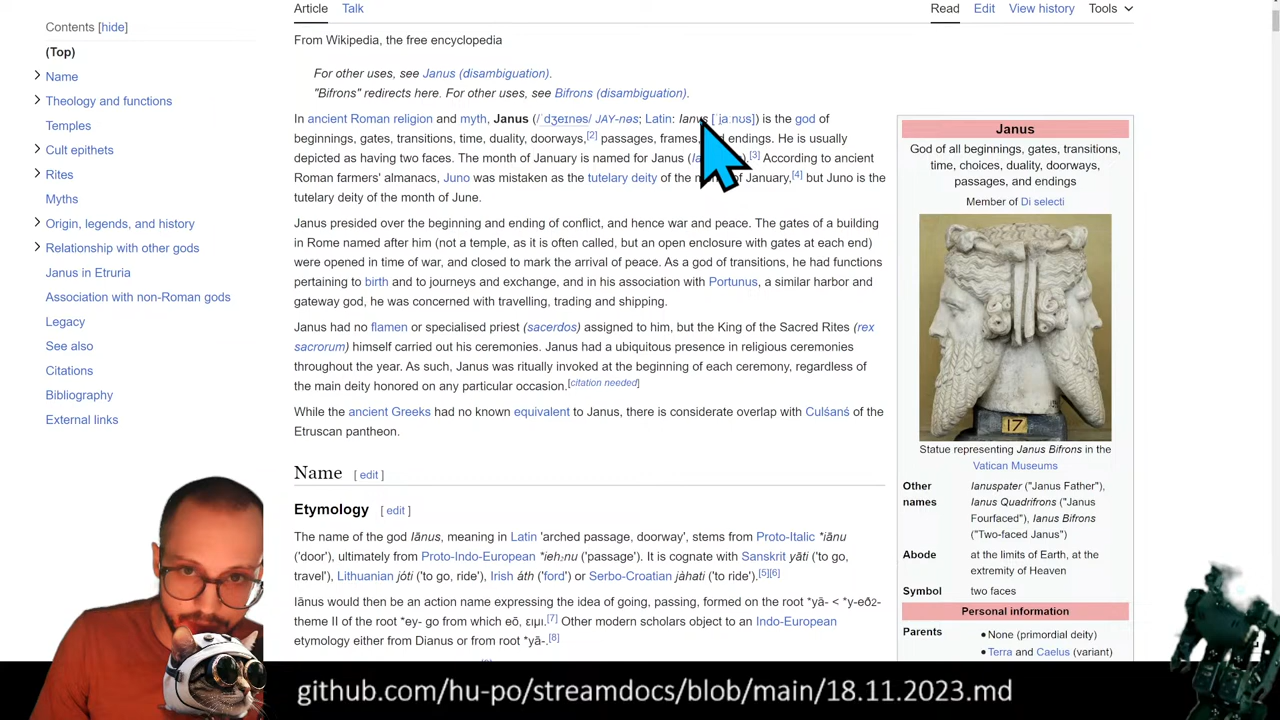 Contents [hide]
(Top)
Name
Theology and functions
Temples
Cult epithets
Rites
Myths
Origin, legends, and history
Relationship with other gods
Janus in Etruria
Association with non-Roman gods
Legacy
See also
Citations
Bibliography
External links
Article Talk Read Edit View history Tools
From Wikipedia, the free encyclopedia
For other uses, see Janus (disambiguation).
"Bifrons" redirects here. For other uses, see Bifrons (disambiguation).
In ancient Roman religion and myth, Janus (/ˈdʒeɪnəs/ JAY-nəs; Latin: Ianus [ˈjaːnʊs]) is the god of
beginnings, gates, transitions, time, duality, doorways,[2] passages, frames, endings. He is usually
depicted as having two faces. The month of January is named for Janus ( ).[3] According to ancient
Roman farmers' almanacs, Juno was mistaken as the tutelary deity of the of January,[4] but Juno is the
tutelary deity of the month of June.
Janus presided over the beginning and ending of conflict, and hence war and peace. The gates of a building
in Rome named after him (not a temple, as it is often called, but an open enclosure with gates at each end)
were opened in time of war, and closed to mark the arrival of peace. As a god of transitions, he had functions
pertaining to birth and to journeys and exchange, and in his association with Portunus, a similar harbor and
gateway god, he was concerned with travelling, trading and shipping.
Janus had no flamen or specialised priest (sacerdos) assigned to him, but the King of the Sacred Rites (rex
sacrorum) himself carried out his ceremonies. Janus had a ubiquitous presence in religious ceremonies
throughout the year. As such, Janus was ritually invoked at the beginning of each ceremony, regardless of
the main deity honored on any particular occasion.[citation needed]
While the ancient Greeks had no known equivalent to Janus, there is considerate overlap with Culśanś of the
Etruscan pantheon.
Name [ edit ]
Etymology [ edit ]
The name of the god Iānus, meaning in Latin 'arched passage, doorway', stems from Proto-Italic *iānu
('door'), ultimately from Proto-Indo-European *ieh₂nu ('passage'). It is cognate with Sanskrit yāti ('to go,
travel'), Lithuanian jóti ('to go, ride'), Irish áth ('ford') or Serbo-Croatian jàhati ('to ride').[5][6]
Iānus would then be an action name expressing the idea of going, passing, formed on the root *yā- < *y-eð2-
theme II of the root *ey- go from which eō, ειμι.[7] Other modern scholars object to an Indo-European
etymology either from Dianus or from root *yā-.[8]
Janus
God of all beginnings, gates, transitions,
time, choices, duality, doorways,
passages, and endings
Member of Di selecti
17
Statue representing Janus Bifrons in the
Vatican Museums
Other names Ianuspater ("Janus Father"),
Ianus Quadrifrons ("Janus
Fourfaced"), Ianus Bifrons
("Two-faced Janus")
Abode at the limits of Earth, at the
extremity of Heaven
Symbol two faces
Personal information
Parents • None (primordial deity)
• Terra and Caelus (variant)
github.com/hu-po/streamdocs/blob/main/18.11.2023.md